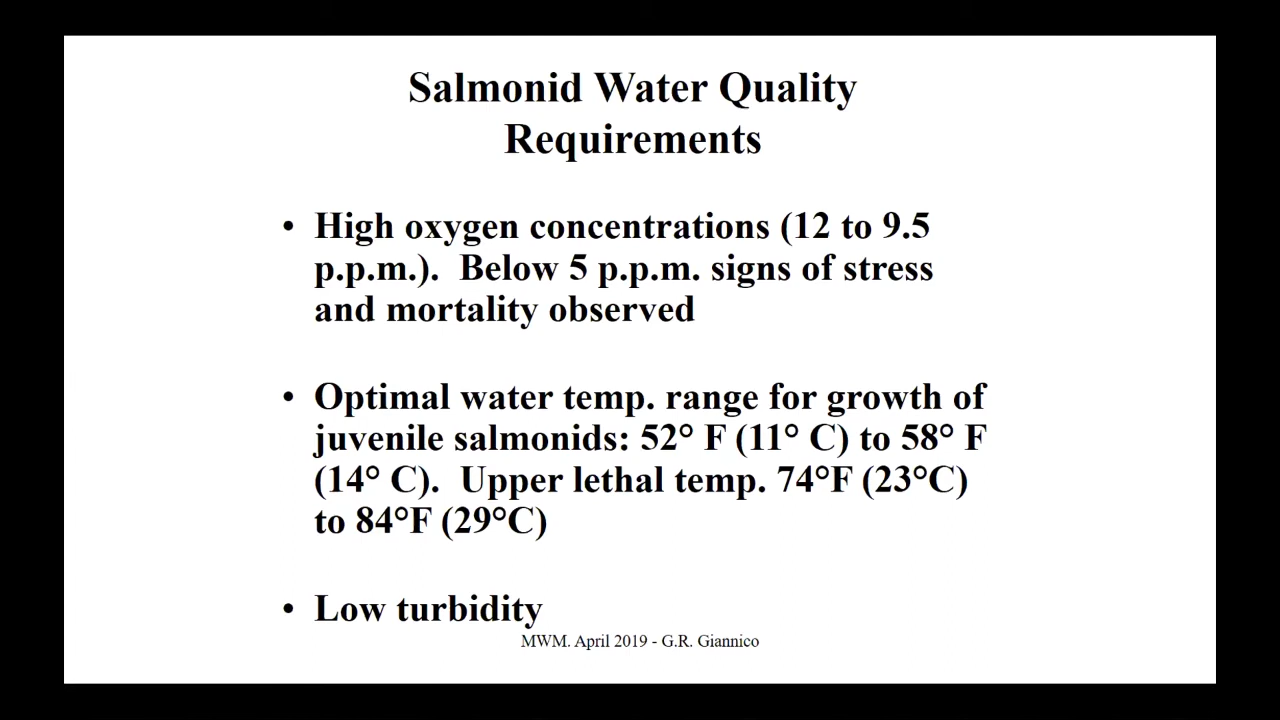 Salmonid Water Quality
Requirements
• High oxygen concentrations (12 to 9.5
p.p.m.).  Below 5 p.p.m. signs of stress
and mortality observed
• Optimal water temp. range for growth of
juvenile salmonids: 52° F (11° C) to 58° F
(14° C).  Upper lethal temp. 74°F (23°C)
to 84°F (29°C)
• Low turbidity
MWM. April 2019 - G.R. Giannico